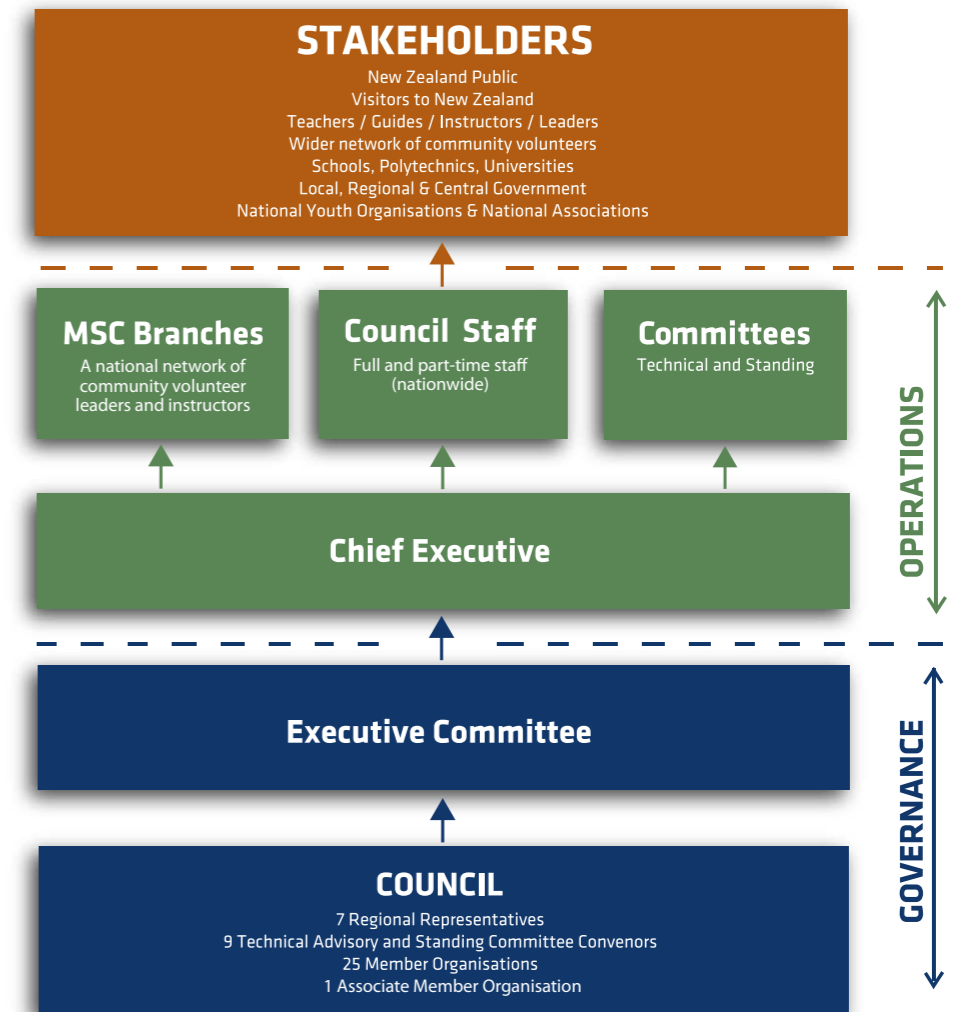 STAKEHOLDERS
New Zealand Public
Visitors to New Zealand
Teachers / Guides / Instructors / Leaders
Wider network of community volunteers
Schools, Polytechnics, Universities
Local, Regional & Central Government
National Youth Organisations & National Associations
MSC Branches
A national network of
community volunteer
leaders and instructors
Council Staff
Full and part-time staff
(nationwide)
Committees
Technical and Standing
OPERATIONS
Chief Executive
Executive Committee
GOVERNANCE
COUNCIL
7 Regional Representatives
9 Technical Advisory and Standing Committee Convenors
25 Member Organisations
1 Associate Member Organisation